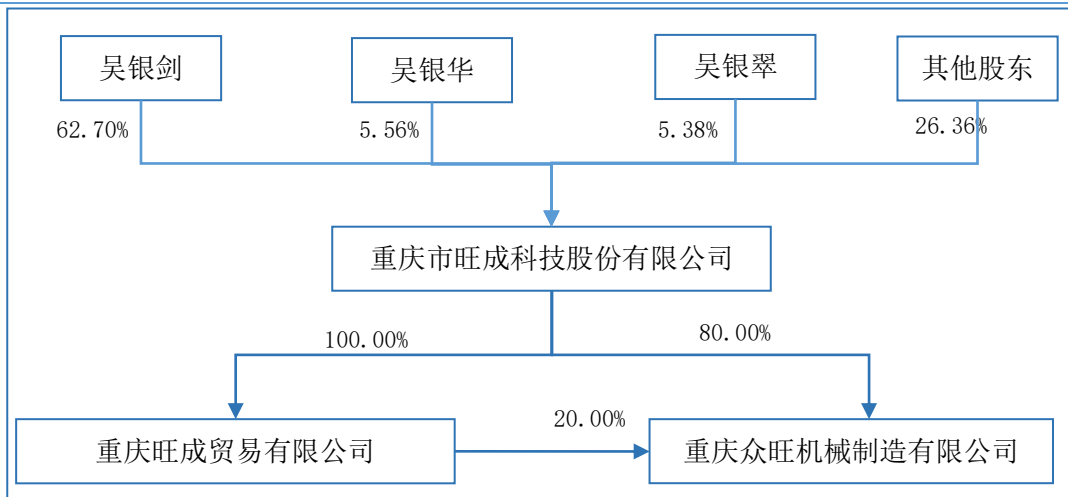 吴银剑
吴银华
吴银翠
其他股东
62.70%
5.56%
5.38%
26.36%
重庆市旺成科技股份有限公司
100.00%
80.00%
重庆旺成贸易有限公司
20.00%
重庆众旺机械制造有限公司